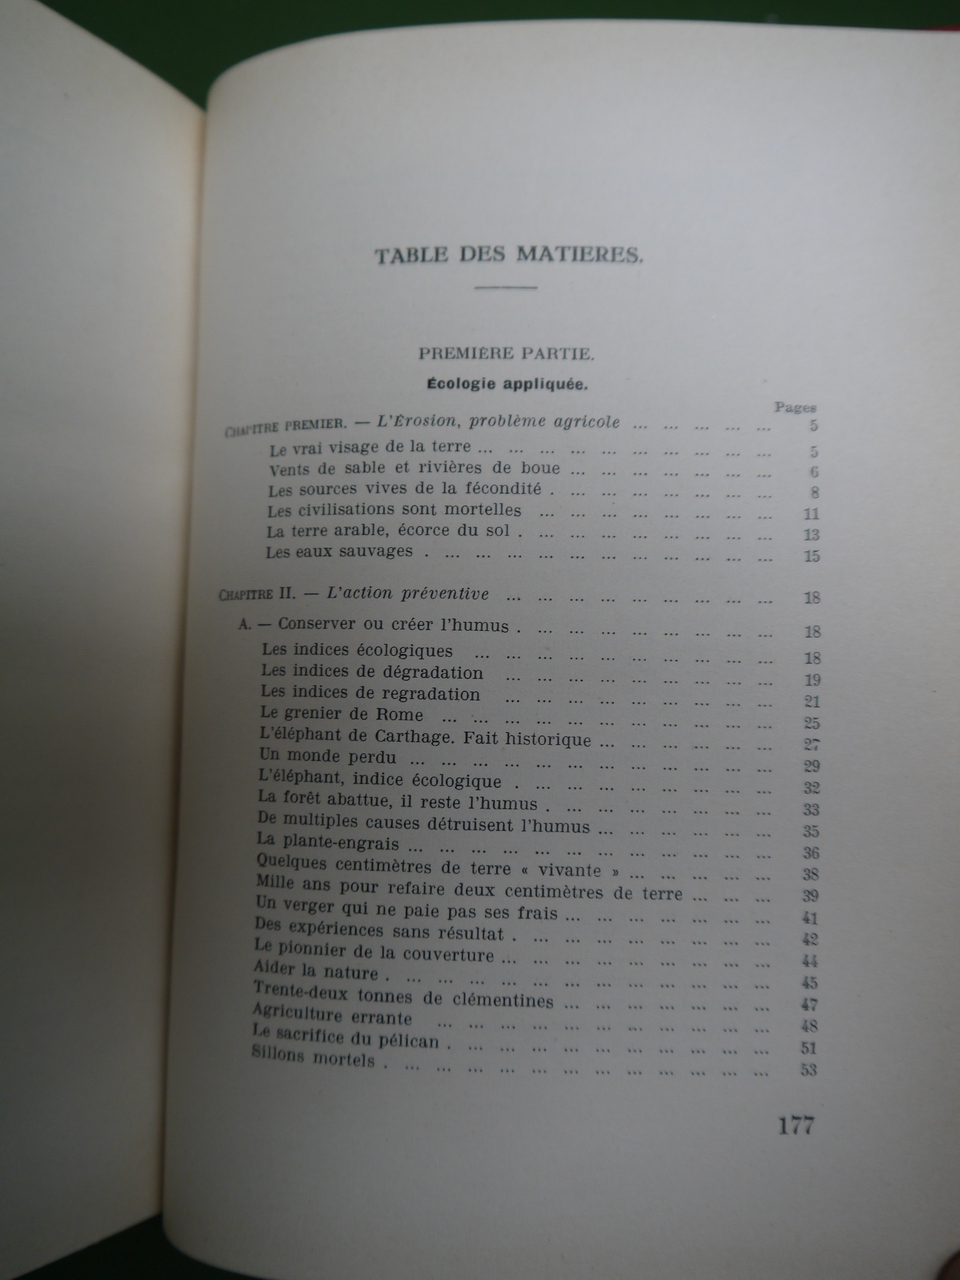 TABLE DES MATIERES.
PREMIÈRE PARTIE.
Écologie appliquée.
Pages
CHAPITRE PREMIER. — L'Érosion, problème agricole ... ... ... ... ... 5
Le vrai visage de la terre ... ... ... ... ... ... ... ... ... ... 5
Vents de sable et rivières de boue ... ... ... ... ... ... ... 6
Les sources vives de la fécondité . ... ... ... ... ... ... ... 8
Les civilisations sont mortelles ... ... ... ... ... ... ... ... 11
La terre arable, écorce du sol . ... ... ... ... ... ... ... ... 13
Les eaux sauvages . ... ... ... ... ... ... ... ... ... ... ... 15
CHAPITRE II. — L'action préventive ... ... ... ... ... ... ... ... ... 18
A. — Conserver ou créer l'humus . ... ... ... ... ... ... ... ... 18
Les indices écologiques ... ... ... ... ... ... ... ... ... ... 18
Les indices de dégradation ... ... ... ... ... ... ... ... ... 19
Les indices de regradation ... ... ... ... ... ... ... ... ... 21
Le grenier de Rome ... ... ... ... ... ... ... ... ... ... ... 25
L'éléphant de Carthage. Fait historique ... ... ... ... ... ... 27
Un monde perdu ... ... ... ... ... ... ... ... ... ... ... ... 29
L'éléphant, indice écologique . ... ... ... ... ... ... ... ... 32
La forêt abattue, il reste l'humus . ... ... ... ... ... ... ... 33
De multiples causes détruisent l'humus ... ... ... ... ... ... 35
La plante-engrais ... ... ... ... ... ... ... ... ... ... ... ... 36
Quelques centimètres de terre « vivante » ... ... ... ... ... 38
Mille ans pour refaire deux centimètres de terre ... ... ... 39
Un verger qui ne paie pas ses frais ... ... ... ... ... ... ... 41
Des expériences sans résultat . ... ... ... ... ... ... ... ... 42
Le pionnier de la couverture ... ... ... ... ... ... ... ... ... 44
Aider la nature . ... ... ... ... ... ... ... ... ... ... ... ... 45
Trente-deux tonnes de clémentines ... ... ... ... ... ... ... 47
Agriculture errante ... ... ... ... ... ... ... ... ... ... ... 48
Le sacrifice du pélican . ... ... ... ... ... ... ... ... ... ... 51
Sillons mortels . ... ... ... ... ... ... ... ... ... ... ... ... 53
177